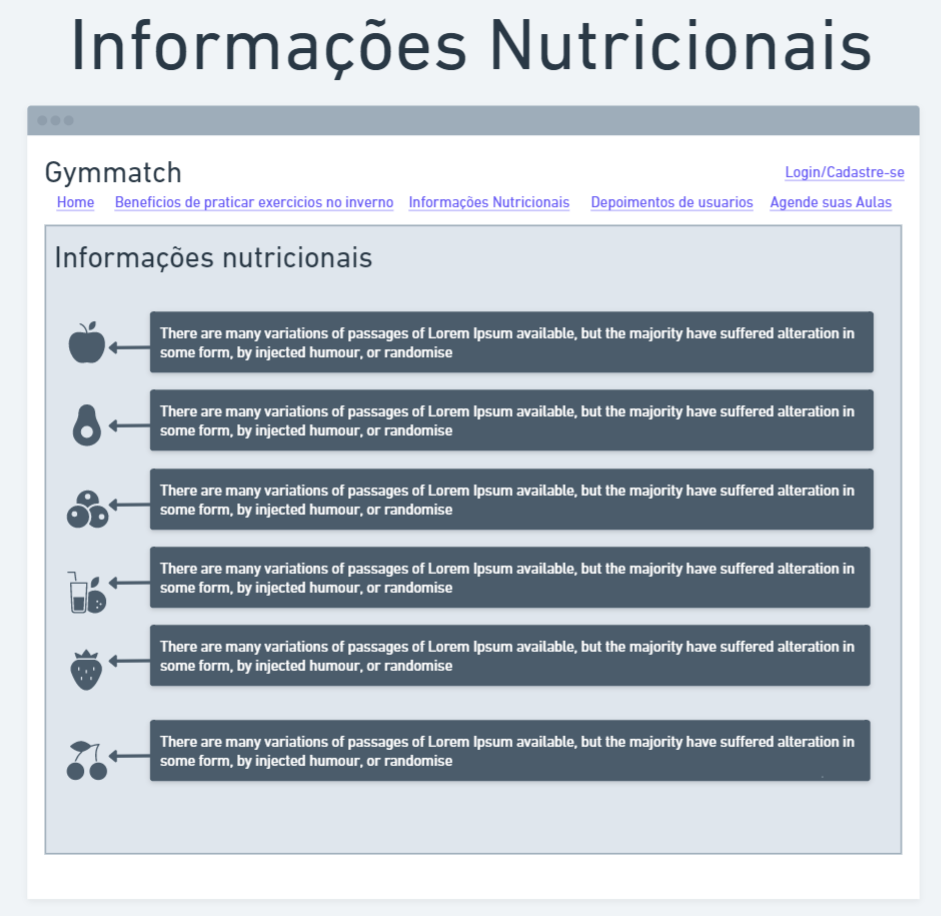 Informações Nutricionais
Gymmatch
Login/Cadastre-se
Home Beneficios de praticar exercicios no inverno Informações Nutricionais Depoimentos de usuarios Agende suas Aulas
Informações nutricionais
There are many variations of passages of Lorem Ipsum available, but the majority have suffered alteration in
some form, by injected humour, or randomise
There are many variations of passages of Lorem Ipsum available, but the majority have suffered alteration in
some form, by injected humour, or randomise
There are many variations of passages of Lorem Ipsum available, but the majority have suffered alteration in
some form, by injected humour, or randomise
There are many variations of passages of Lorem Ipsum available, but the majority have suffered alteration in
some form, by injected humour, or randomise
There are many variations of passages of Lorem Ipsum available, but the majority have suffered alteration in
some form, by injected humour, or randomise
There are many variations of passages of Lorem Ipsum available, but the majority have suffered alteration in
some form, by injected humour, or randomise